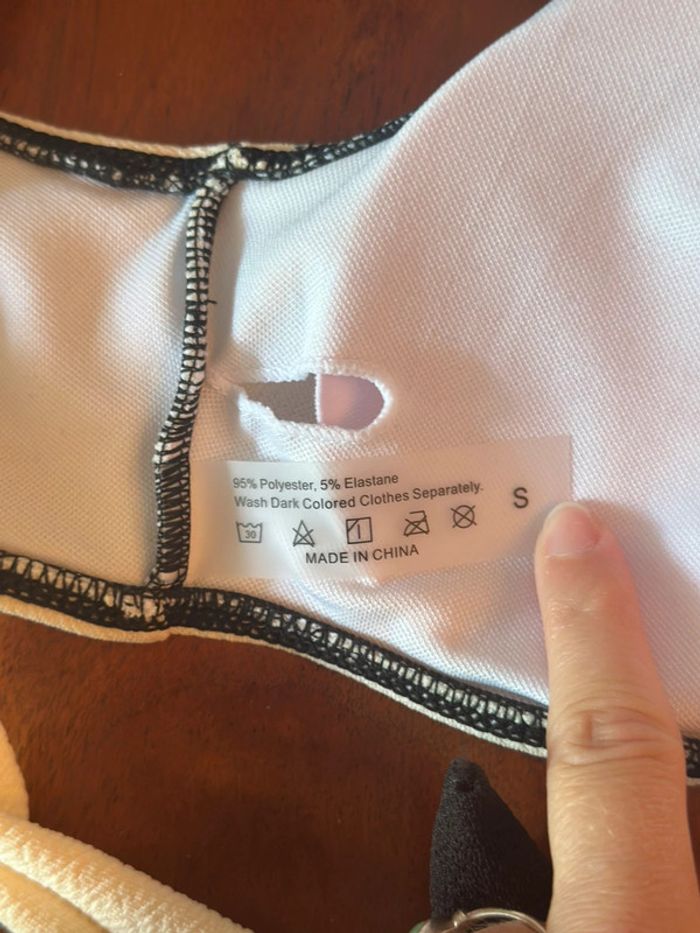 95% Polyester, 5% Elastane
Wash Dark Colored Clothes Separately.
S
30
MADE IN CHINA